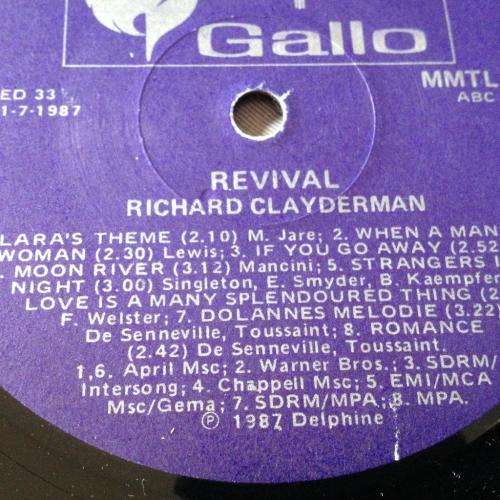 Gallo
ED 33
1-7-1987
MMTL
ABC
REVIVAL
RICHARD CLAYDERMAN
LARA'S THEME (2.10) M. Jare; 2. WHEN A MAN
WOMAN (2.30) Lewis; 3. IF YOU GO AWAY (2.52
MOON RIVER (3.12) Mancini; 5. STRANGERS I
NIGHT (3.00) Singleton, E. Smyder, B. Kaempfer
LOVE IS A MANY SPLENDOURED THING (2
F. Welster; 7. DOLANNES MELODIE (3.22
De Senneville, Toussaint; 8. ROMANCE
(2.42) De Senneville, Toussaint.
1,6. April Msc; 2. Warner Bros.; 3. SDRM/
Intersong; 4. Chappell Msc; 5. EMI/MCA
Msc/Gema; 7. SDRM/MPA; 8. MPA.
℗ 1987 Delphine